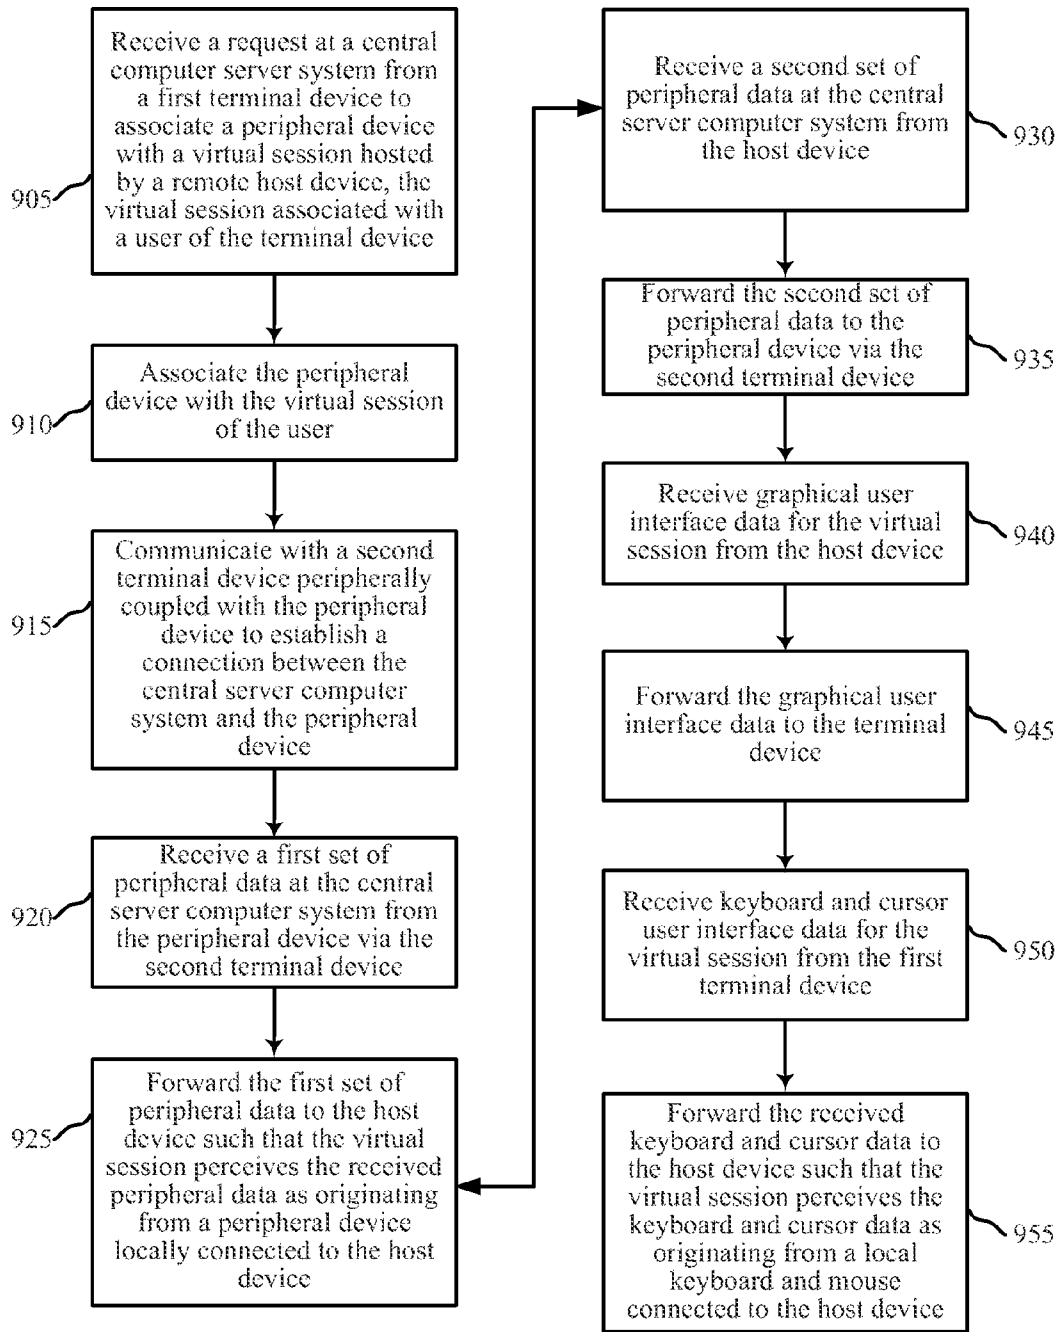 Receive a request at a central
computer server system from
a first terminal device to
associate a peripheral device
with a virtual session hosted
by a remote host device, the
virtual session associated with
a user of the terminal device
905
Associate the peripheral
device with the virtual session
of the user
910
Communicate with a second
terminal device peripherally
coupled with the peripheral
device to establish a
connection between the
central server computer
system and the peripheral
device
915
Receive a first set of
peripheral data at the central
server computer system from
the peripheral device via the
second terminal device
920
Forward the first set of
peripheral data to the host
device such that the virtual
session perceives the received
peripheral data as originating
from a peripheral device
locally connected to the host
device
925
Receive a second set of
peripheral data at the central
server computer system from
the host device
930
Forward the second set of
peripheral data to the
peripheral device via the
second terminal device
935
Receive graphical user
interface data for the virtual
session from the host device
940
Forward the graphical user
interface data to the terminal
device
945
Receive keyboard and cursor
user interface data for the
virtual session from the first
terminal device
950
Forward the received
keyboard and cursor data to
the host device such that the
virtual session perceives the
keyboard and cursor data as
originating from a local
keyboard and mouse
connected to the host device
955